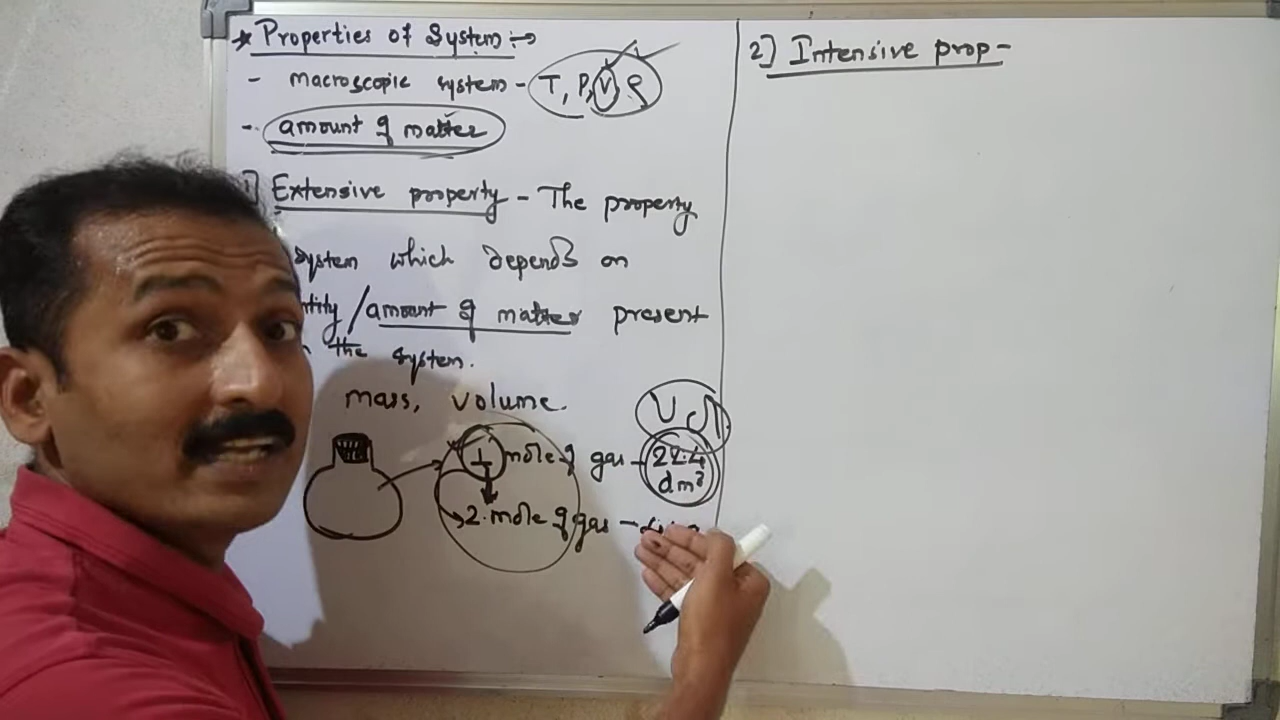 * Properties of System :→
- macroscopic system - T, P, V, ρ
- amount of matter
1] Extensive property - The property
system which depends on
/amount of matter present
the system.
mass, volume.
V ∝ n
1 mole of gas - 22.4 dm³
2 mole of gas -
2] Intensive prop-